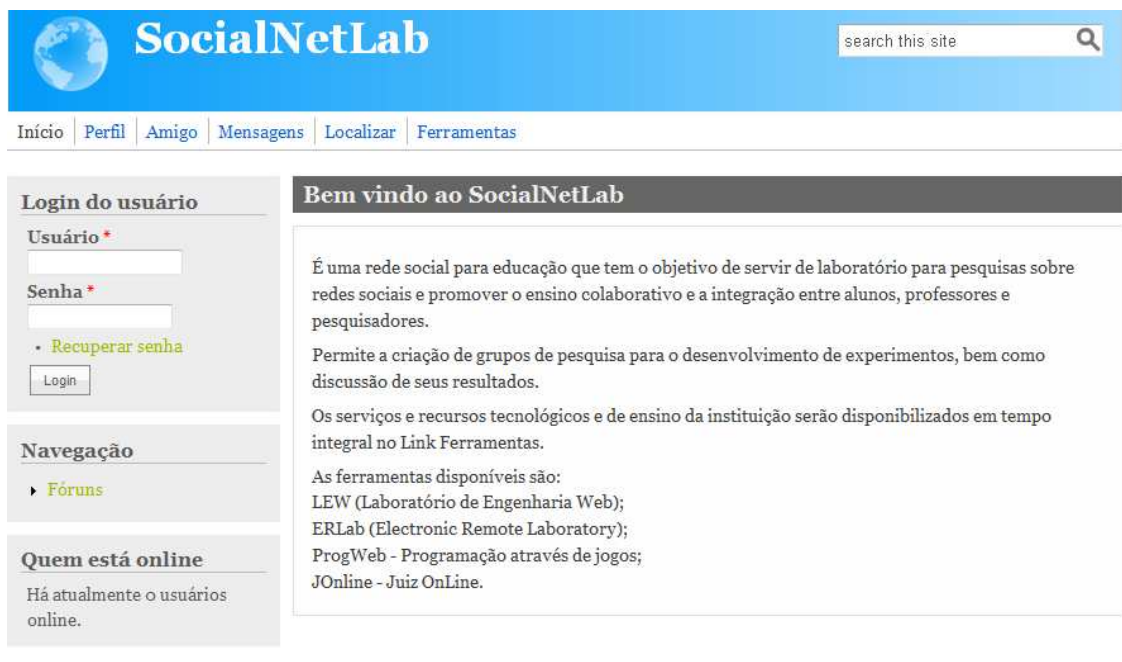 SocialNetLab
search this site
Início Perfil Amigo Mensagens Localizar Ferramentas
Login do usuário
Usuário *
Senha *
Recuperar senha
Login
Navegação
Fóruns
Quem está online
Há atualmente 0 usuários
online.
Bem vindo ao SocialNetLab
É uma rede social para educação que tem o objetivo de servir de laboratório para pesquisas sobre
redes sociais e promover o ensino colaborativo e a integração entre alunos, professores e
pesquisadores.
Permite a criação de grupos de pesquisa para o desenvolvimento de experimentos, bem como
discussão de seus resultados.
Os serviços e recursos tecnológicos e de ensino da instituição serão disponibilizados em tempo
integral no Link Ferramentas.
As ferramentas disponíveis são:
LEW (Laboratório de Engenharia Web);
ERLab (Electronic Remote Laboratory);
ProgWeb - Programação através de jogos;
JOnline - Juiz OnLine.